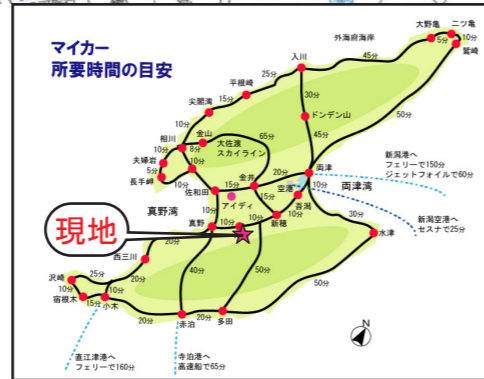 マイカー
所要時間の目安
外海府海岸
大野亀
二ツ亀
5分
10分
鷲崎
入川
45分
25分
平根崎
15分
尖閣湾
30分
50分
10分
ドンデン山
相川
金山
大佐渡
スカイライン
65分
45分
10分
8分
夫婦岩
5分
10分
長手岬
佐和田
15分
金井
20分
両津
新潟港へ
フェリーで150分
ジェットフォイルで60分
アイディ
空港
10分
両津湾
真野湾
10分
15分
吾潟
新潟空港へ
セスナで25分
現地
真野
10分
新穂
10分
30分
水津
20分
西三川
沢崎
25分
40分
50分
50分
10分
宿根木
15分
10分
小木
20分
赤泊
20分
多田
直江津港へ
フェリーで160分
寺泊港へ
高速船で65分
N